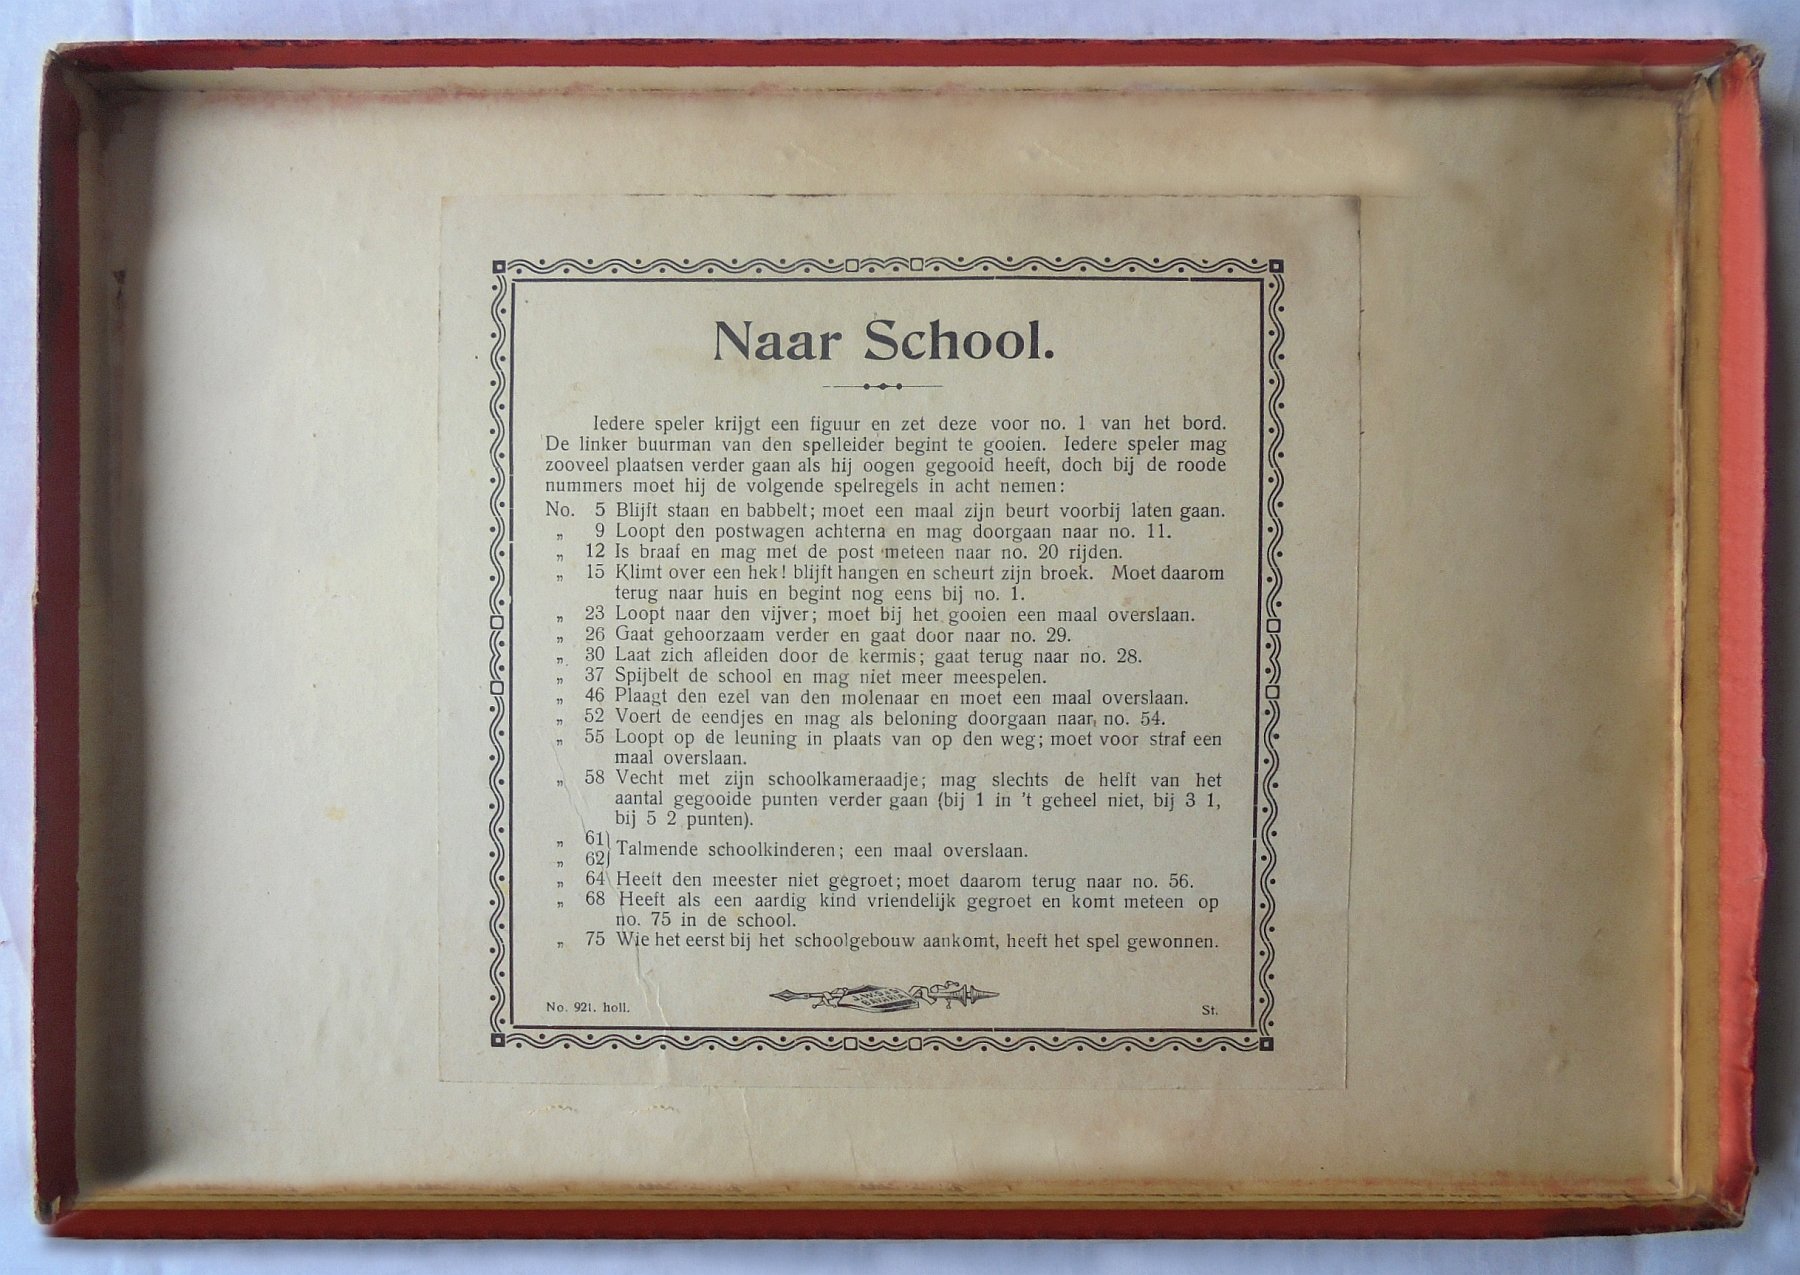 Naar School.
Iedere speler krijgt een figuur en zet deze voor no. 1 van het bord.
De linker buurman van den spelleider begint te gooien. Iedere speler mag
zooveel plaatsen verder gaan als hij oogen gegooid heeft, doch bij de roode
nummers moet hij de volgende spelregels in acht nemen:
No. 5 Blijft staan en babbelt; moet een maal zijn beurt voorbij laten gaan.
„ 9 Loopt den postwagen achterna en mag doorgaan naar no. 11.
„ 12 Is braaf en mag met de post meteen naar no. 20 rijden.
„ 15 Klimt over een hek! blijft hangen en scheurt zijn broek. Moet daarom
terug naar huis en begint nog eens bij no. 1.
„ 23 Loopt naar den vijver; moet bij het gooien een maal overslaan.
„ 26 Gaat gehoorzaam verder en gaat door naar no. 29.
„ 30 Laat zich afleiden door de kermis; gaat terug naar no. 28.
„ 37 Spijbelt de school en mag niet meer meespelen.
„ 46 Plaagt den ezel van den molenaar en moet een maal overslaan.
„ 52 Voert de eendjes en mag als beloning doorgaan naar no. 54.
„ 55 Loopt op de leuning in plaats van op den weg; moet voor straf een
maal overslaan.
„ 58 Vecht met zijn schoolkameraadje; mag slechts de helft van het
aantal gegooide punten verder gaan (bij 1 in 't geheel niet, bij 3 1,
bij 5 2 punten).
„ 61
„ 62 Talmende schoolkinderen; een maal overslaan.
„ 64 Heeft den meester niet gegroet; moet daarom terug naar no. 56.
„ 68 Heeft als een aardig kind vriendelijk gegroet en komt meteen op
no. 75 in de school.
„ 75 Wie het eerst bij het schoolgebouw aankomt, heeft het spel gewonnen.
BAVARIA
No. 921. holl. St.